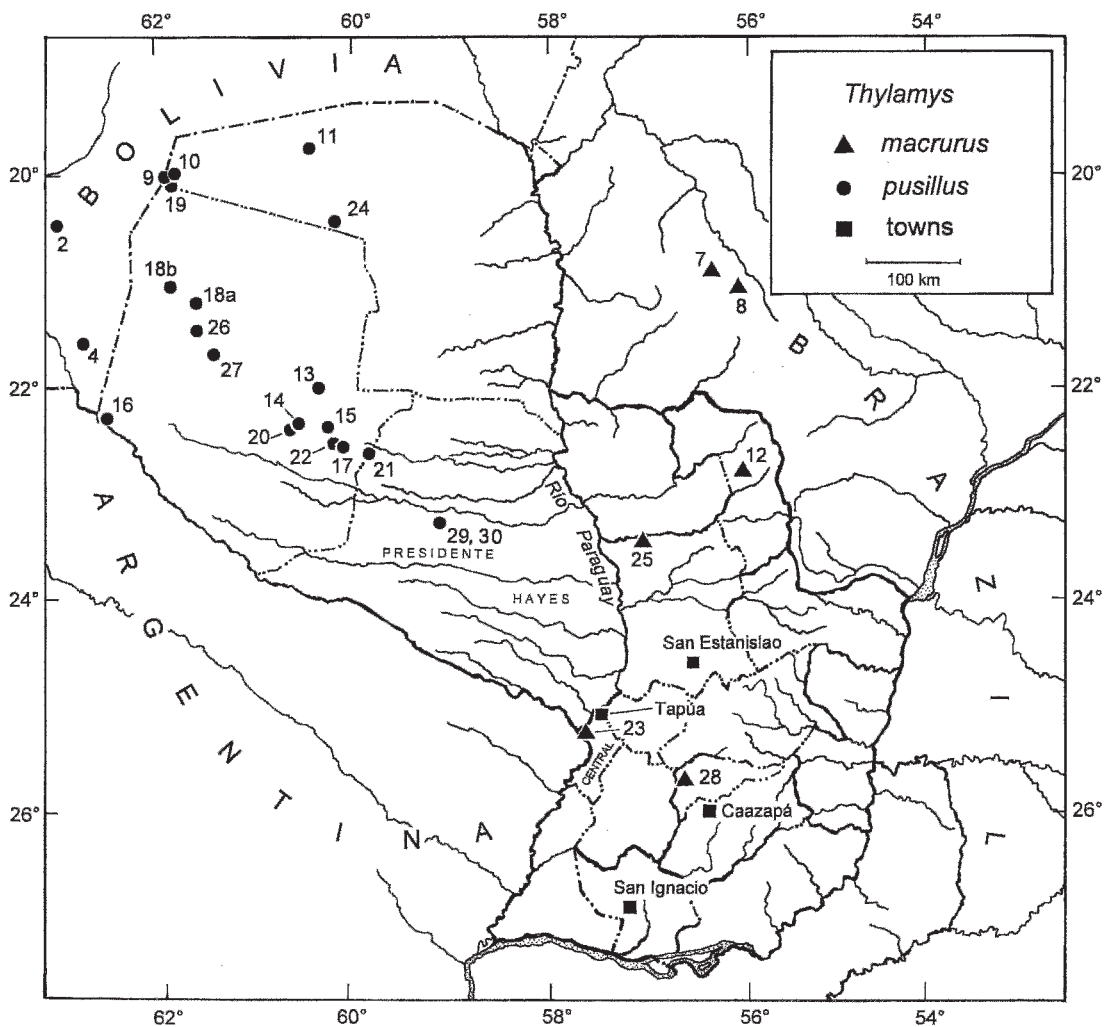 62° 60° 58° 56° 54°
Thylamys
macrurus
pusillus
towns
100 km
BOLIVIA
11
10
9
20° 20°
19
24
2
7
18b
8
18a
26
BRAZIL
4
27
13
22° 22°
16
14
15
20
22
17
21
12
ARGENTINA
Río Paraguay
29, 30
PRESIDENTE
25
HAYES
24° 24°
San Estanislao
Tapúa
23
CENTRAL
28
26° 26°
Caazapá
San Ignacio
62° 60° 58° 56° 54°